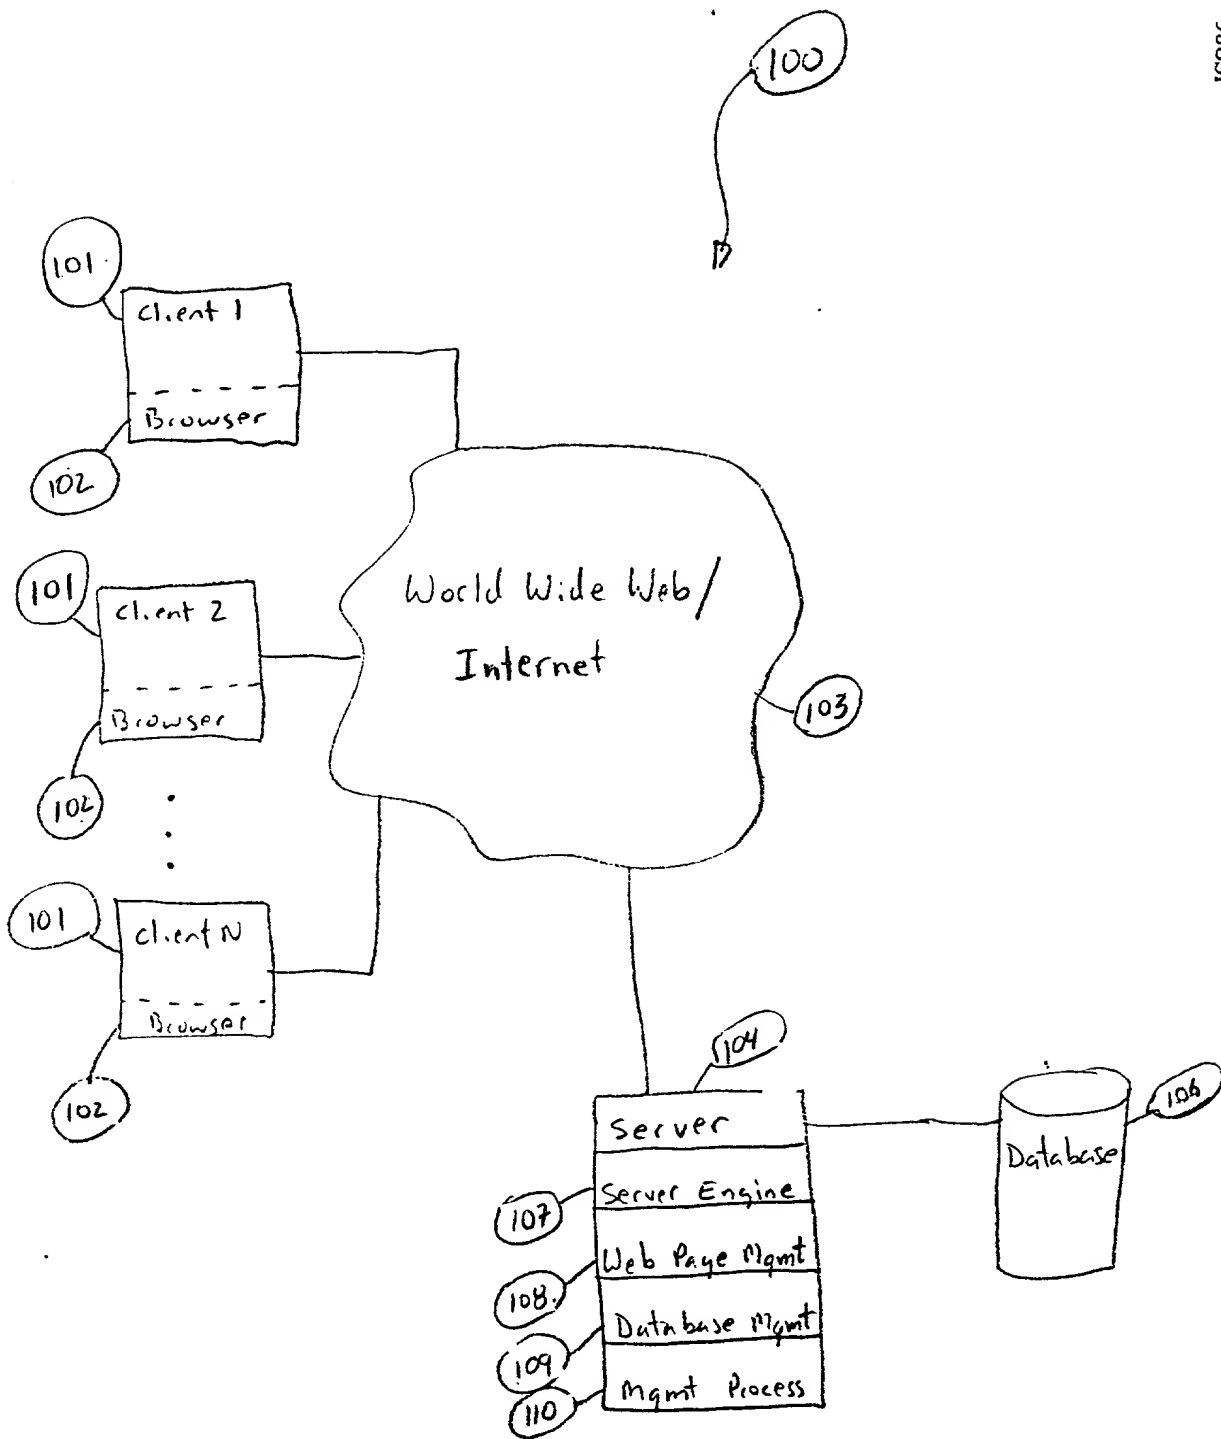 100
101
Client 1
Browser
102
World Wide Web/
Internet
101
Client 2
Browser
103
102
101
Client N
Browser
102
104
Server
106
Database
Server Engine
107
Web Page Mgmt
108
Database Mgmt
109
Mgmt Process
110